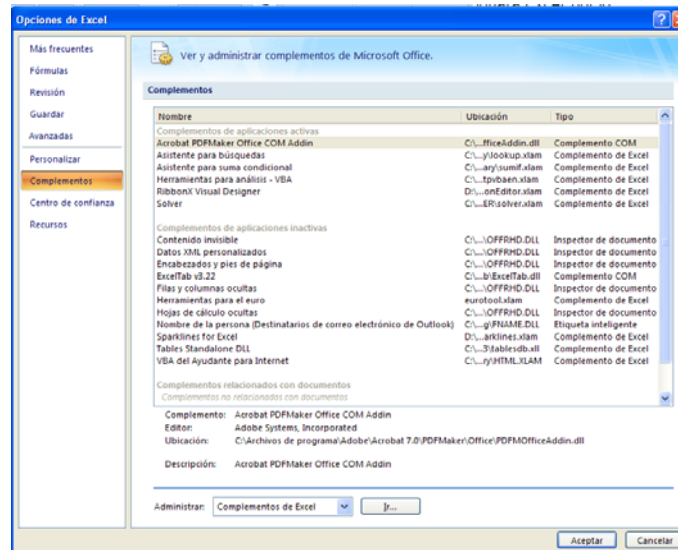 Opciones de Excel
Más frecuentes
Fórmulas
Revisión
Guardar
Avanzadas
Personalizar
Complementos
Centro de confianza
Recursos
Ver y administrar complementos de Microsoft Office.
Complementos
Nombre Ubicación Tipo
Complementos de aplicaciones activas
Acrobat PDFMaker Office COM Addin C:\...fficeAddin.dll Complemento COM
Asistente para búsquedas C:\...y\lookup.xlam Complemento de Excel
Asistente para suma condicional C:\...ary\sumif.xlam Complemento de Excel
Herramientas para análisis - VBA C:\...tpvbaen.xlam Complemento de Excel
RibbonX Visual Designer D:\...onEditor.xlam Complemento de Excel
Solver C:\...ER\solver.xlam Complemento de Excel
Complementos de aplicaciones inactivas
Contenido invisible C:\...\OFFRHD.DLL Inspector de documento
Datos XML personalizados C:\...\OFFRHD.DLL Inspector de documento
Encabezados y pies de página C:\...\OFFRHD.DLL Inspector de documento
ExcelTab v3.22 C:\...b\ExcelTab.dll Complemento COM
Filas y columnas ocultas C:\...\OFFRHD.DLL Inspector de documento
Herramientas para el euro eurotool.xlam Complemento de Excel
Hojas de cálculo ocultas C:\...\OFFRHD.DLL Inspector de documento
Nombre de la persona (Destinatarios de correo electrónico de Outlook) C:\...g\FNAME.DLL Etiqueta inteligente
Sparklines for Excel D:\...arklines.xlam Complemento de Excel
Tables Standalone DLL C:\...3\tablesdb.xll Complemento de Excel
VBA del Ayudante para Internet C:\...ry\HTML.XLAM Complemento de Excel
Complementos relacionados con documentos
Complementos no relacionados con documentos
Complemento: Acrobat PDFMaker Office COM Addin
Editor: Adobe Systems, Incorporated
Ubicación: C:\Archivos de programa\Adobe\Acrobat 7.0\PDFMaker\Office\PDFMOfficeAddin.dll
Descripción: Acrobat PDFMaker Office COM Addin
Administrar: Complementos de Excel Ir...
Aceptar Cancelar